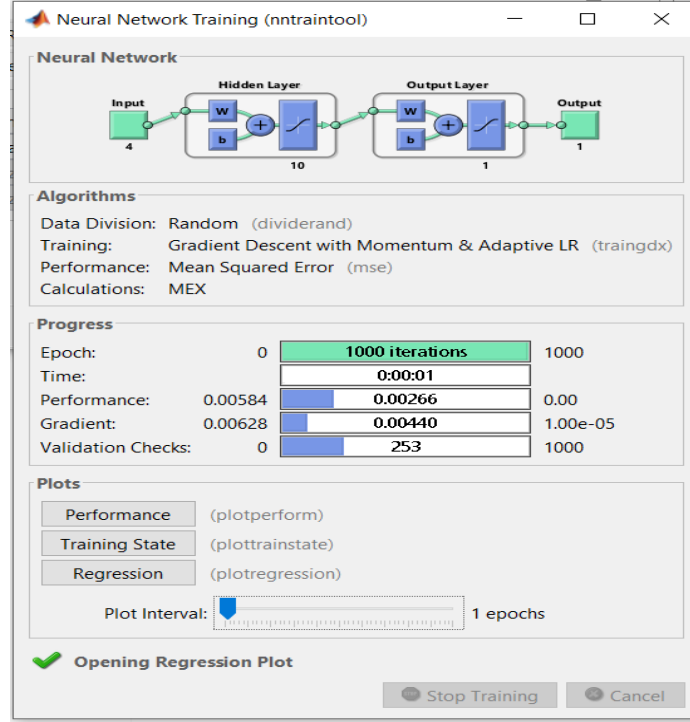 Neural Network Training (nntraintool)
Neural Network
Hidden Layer
Output Layer
Input
Output
W
W
b
b
4
10
1
1
Algorithms
Data Division: Random (dividerand)
Training: Gradient Descent with Momentum & Adaptive LR (traingdx)
Performance: Mean Squared Error (mse)
Calculations: MEX
Progress
Epoch: 0 1000 iterations 1000
Time: 0:00:01
Performance: 0.00584 0.00266 0.00
Gradient: 0.00628 0.00440 1.00e-05
Validation Checks: 0 253 1000
Plots
Performance (plotperform)
Training State (plottrainstate)
Regression (plotregression)
Plot Interval: 1 epochs
Opening Regression Plot
Stop Training Cancel